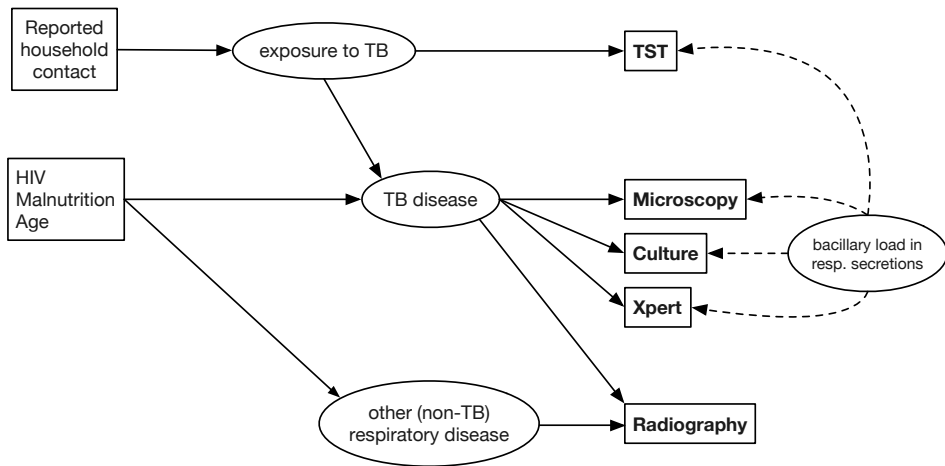 Reported
household
contact
exposure to TB
TST
HIV
Malnutrition
Age
TB disease
Microscopy
Culture
Xpert
bacillary load in
resp. secretions
other (non-TB)
respiratory disease
Radiography